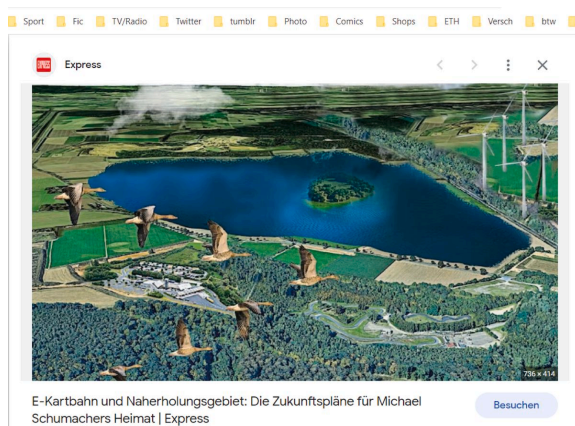 Sport Fic TV/Radio Twitter tumblr Photo Comics Shops ETH Versch btw
EXPRESS Express
736 x 414
E-Kartbahn und Naherholungsgebiet: Die Zukunftspläne für Michael
Schumachers Heimat | Express
Besuchen